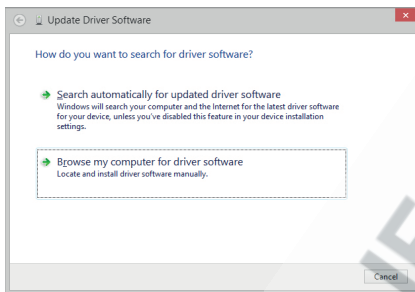 Update Driver Software
How do you want to search for driver software?
Search automatically for updated driver software
Windows will search your computer and the Internet for the latest driver software
for your device, unless you've disabled this feature in your device installation
settings.
Browse my computer for driver software
Locate and install driver software manually.
Cancel